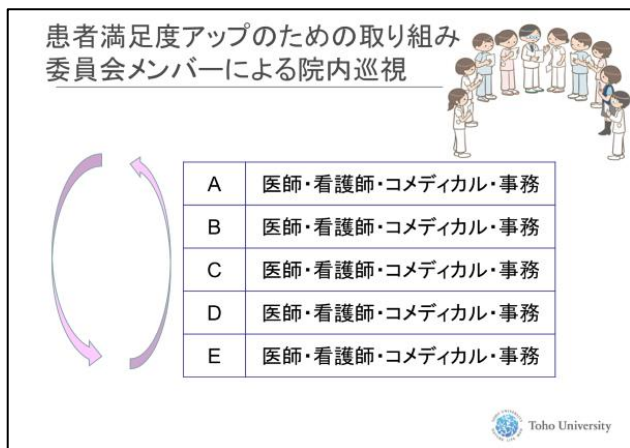 患者満足度アップのための取り組み
委員会メンバーによる院内巡視
A 医師・看護師・コメディカル・事務
B 医師・看護師・コメディカル・事務
C 医師・看護師・コメディカル・事務
D 医師・看護師・コメディカル・事務
E 医師・看護師・コメディカル・事務
Toho University